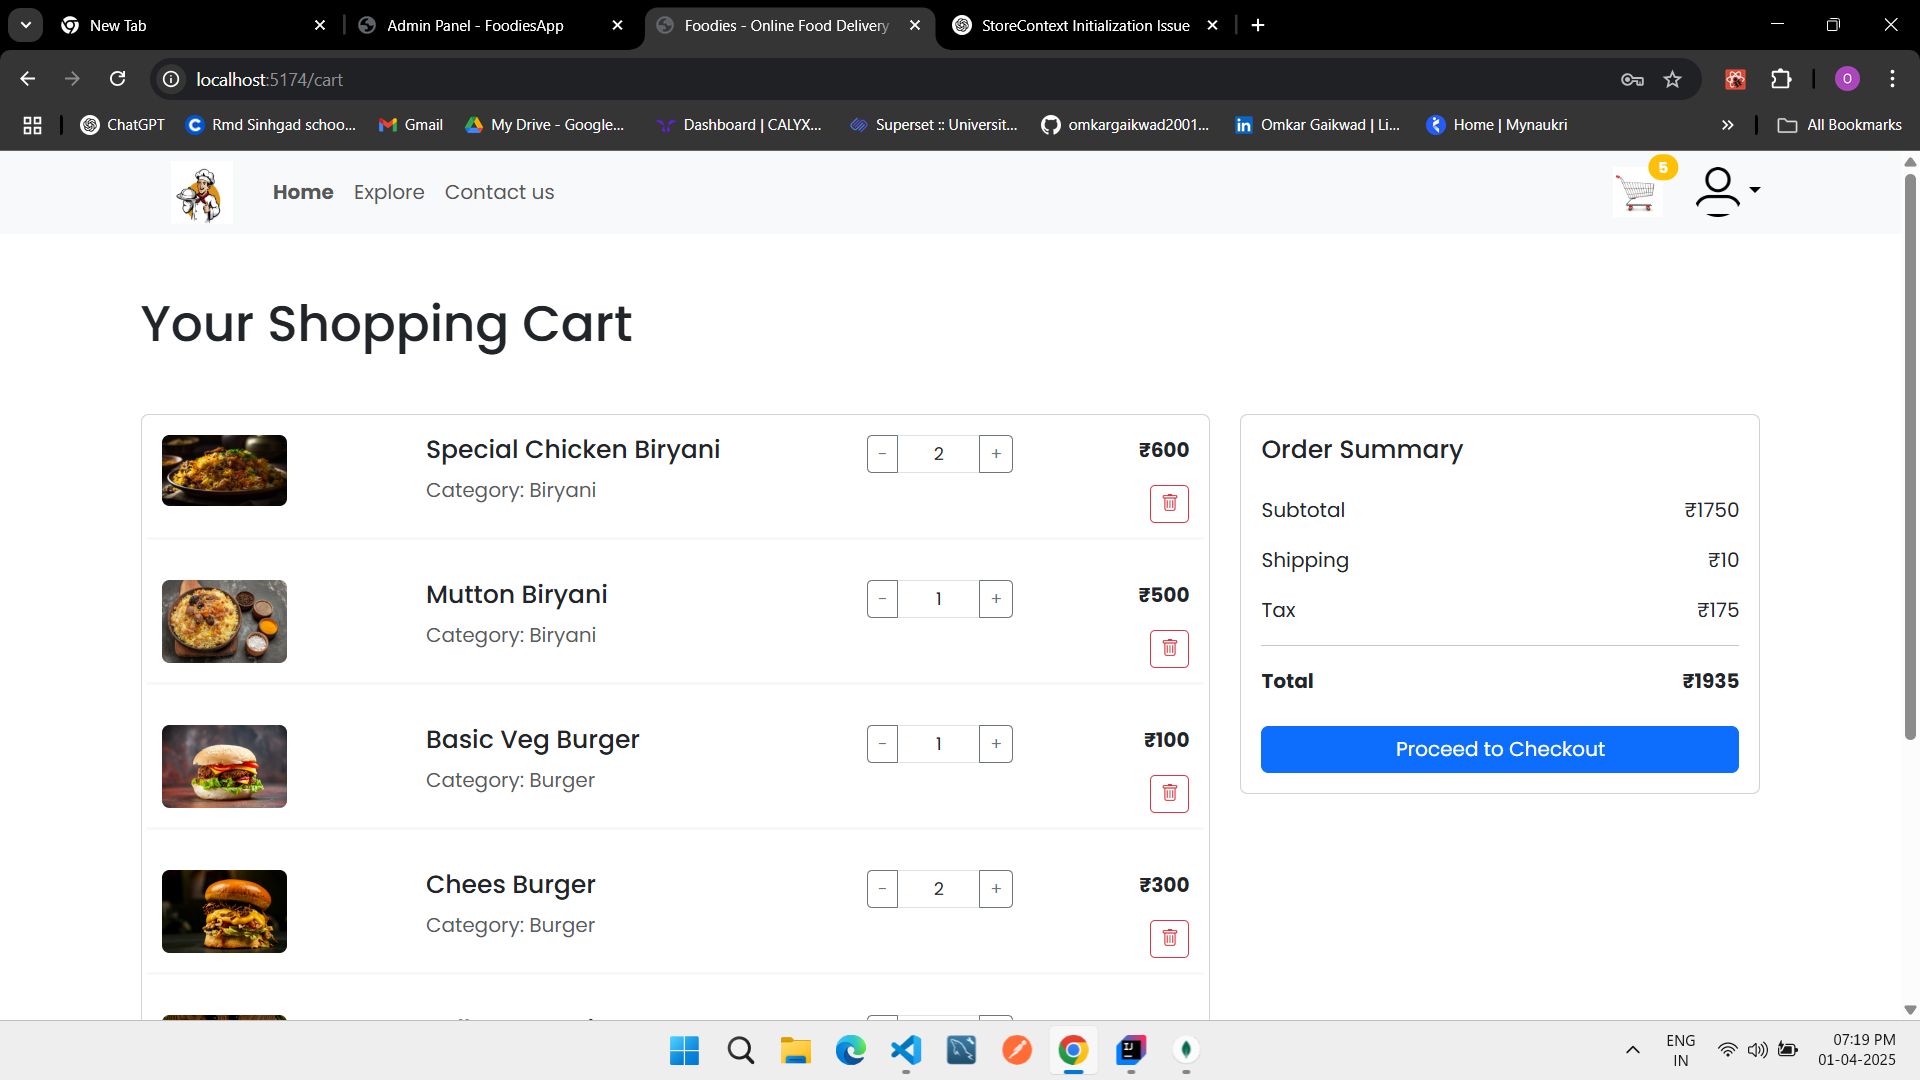 New Tab
Admin Panel - FoodiesApp
Foodies - Online Food Delivery
StoreContext Initialization Issue
localhost:5174/cart
O
ChatGPT
Rmd Sinhgad schoo...
Gmail
My Drive - Google...
Dashboard | CALYX...
Superset :: Universit...
omkargaikwad2001...
Omkar Gaikwad | Li...
Home | Mynaukri
All Bookmarks
Home
Explore
Contact us
5
Your Shopping Cart
Special Chicken Biryani
Category: Biryani
- 2 +
₹600
Mutton Biryani
Category: Biryani
- 1 +
₹500
Basic Veg Burger
Category: Burger
- 1 +
₹100
Chees Burger
Category: Burger
- 2 +
₹300
Order Summary
Subtotal ₹1750
Shipping ₹10
Tax ₹175
Total ₹1935
Proceed to Checkout
ENG
IN
07:19 PM
01-04-2025